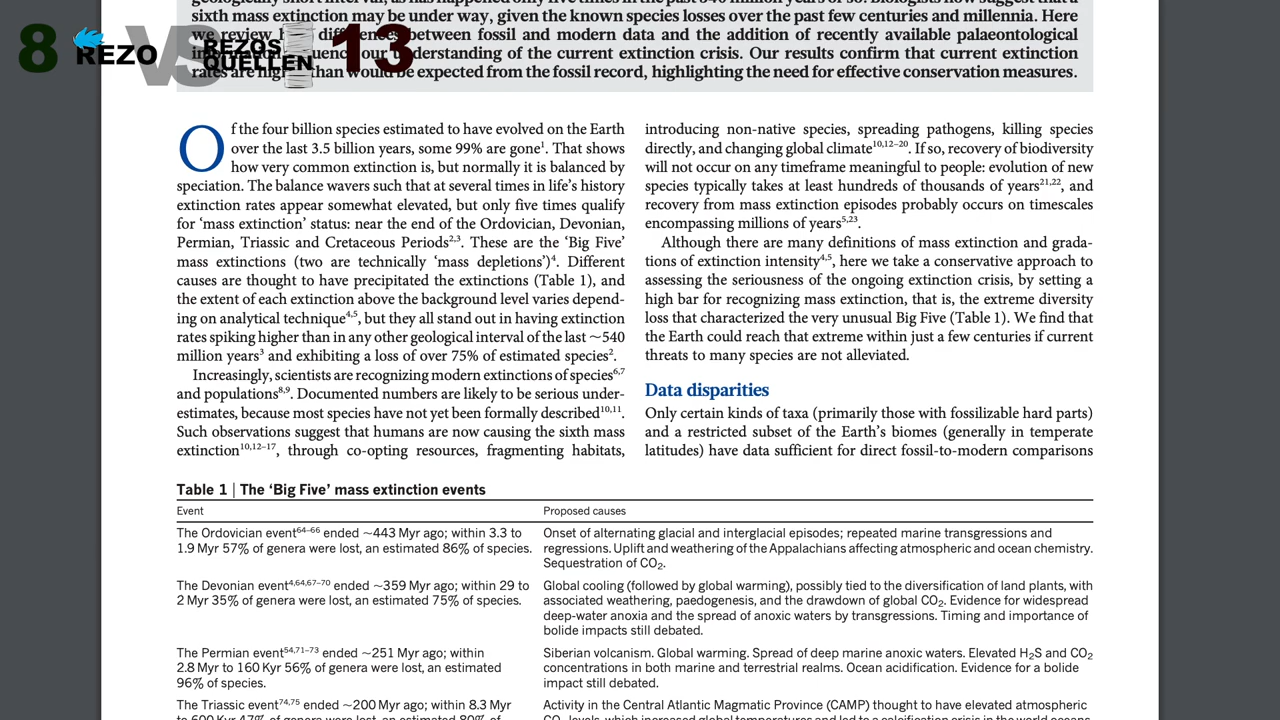 sixth mass extinction may be under way, given the known species losses over the past few centuries and millennia. Here
we review differences between fossil and modern data and the addition of recently available palaeontological
our understanding of the current extinction crisis. Our results confirm that current extinction
rates are higher than would be expected from the fossil record, highlighting the need for effective conservation measures.
8 REZO VS REZOS QUELLEN 13
Of the four billion species estimated to have evolved on the Earth
over the last 3.5 billion years, some 99% are gone1. That shows
how very common extinction is, but normally it is balanced by
speciation. The balance wavers such that at several times in life's history
extinction rates appear somewhat elevated, but only five times qualify
for 'mass extinction' status: near the end of the Ordovician, Devonian,
Permian, Triassic and Cretaceous Periods2,3. These are the 'Big Five'
mass extinctions (two are technically 'mass depletions')4. Different
causes are thought to have precipitated the extinctions (Table 1), and
the extent of each extinction above the background level varies depend-
ing on analytical technique4,5, but they all stand out in having extinction
rates spiking higher than in any other geological interval of the last ~540
million years3 and exhibiting a loss of over 75% of estimated species2.
Increasingly, scientists are recognizing modern extinctions of species6,7
and populations8,9. Documented numbers are likely to be serious under-
estimates, because most species have not yet been formally described10,11.
Such observations suggest that humans are now causing the sixth mass
extinction10,12–17, through co-opting resources, fragmenting habitats,
introducing non-native species, spreading pathogens, killing species
directly, and changing global climate10,12–20. If so, recovery of biodiversity
will not occur on any timeframe meaningful to people: evolution of new
species typically takes at least hundreds of thousands of years21,22, and
recovery from mass extinction episodes probably occurs on timescales
encompassing millions of years5,23.
Although there are many definitions of mass extinction and grada-
tions of extinction intensity4,5, here we take a conservative approach to
assessing the seriousness of the ongoing extinction crisis, by setting a
high bar for recognizing mass extinction, that is, the extreme diversity
loss that characterized the very unusual Big Five (Table 1). We find that
the Earth could reach that extreme within just a few centuries if current
threats to many species are not alleviated.
Data disparities
Only certain kinds of taxa (primarily those with fossilizable hard parts)
and a restricted subset of the Earth's biomes (generally in temperate
latitudes) have data sufficient for direct fossil-to-modern comparisons
Table 1 | The 'Big Five' mass extinction events
Event Proposed causes
The Ordovician event64–66 ended ~443 Myr ago; within 3.3 to
1.9 Myr 57% of genera were lost, an estimated 86% of species.
Onset of alternating glacial and interglacial episodes; repeated marine transgressions and
regressions. Uplift and weathering of the Appalachians affecting atmospheric and ocean chemistry.
Sequestration of CO2.
The Devonian event4,64,67–70 ended ~359 Myr ago; within 29 to
2 Myr 35% of genera were lost, an estimated 75% of species.
Global cooling (followed by global warming), possibly tied to the diversification of land plants, with
associated weathering, paedogenesis, and the drawdown of global CO2. Evidence for widespread
deep-water anoxia and the spread of anoxic waters by transgressions. Timing and importance of
bolide impacts still debated.
The Permian event54,71–73 ended ~251 Myr ago; within
2.8 Myr to 160 Kyr 56% of genera were lost, an estimated
96% of species.
Siberian volcanism. Global warming. Spread of deep marine anoxic waters. Elevated H2S and CO2
concentrations in both marine and terrestrial realms. Ocean acidification. Evidence for a bolide
impact still debated.
The Triassic event74,75 ended ~200 Myr ago; within 8.3 Myr
Activity in the Central Atlantic Magmatic Province (CAMP) thought to have elevated atmospheric